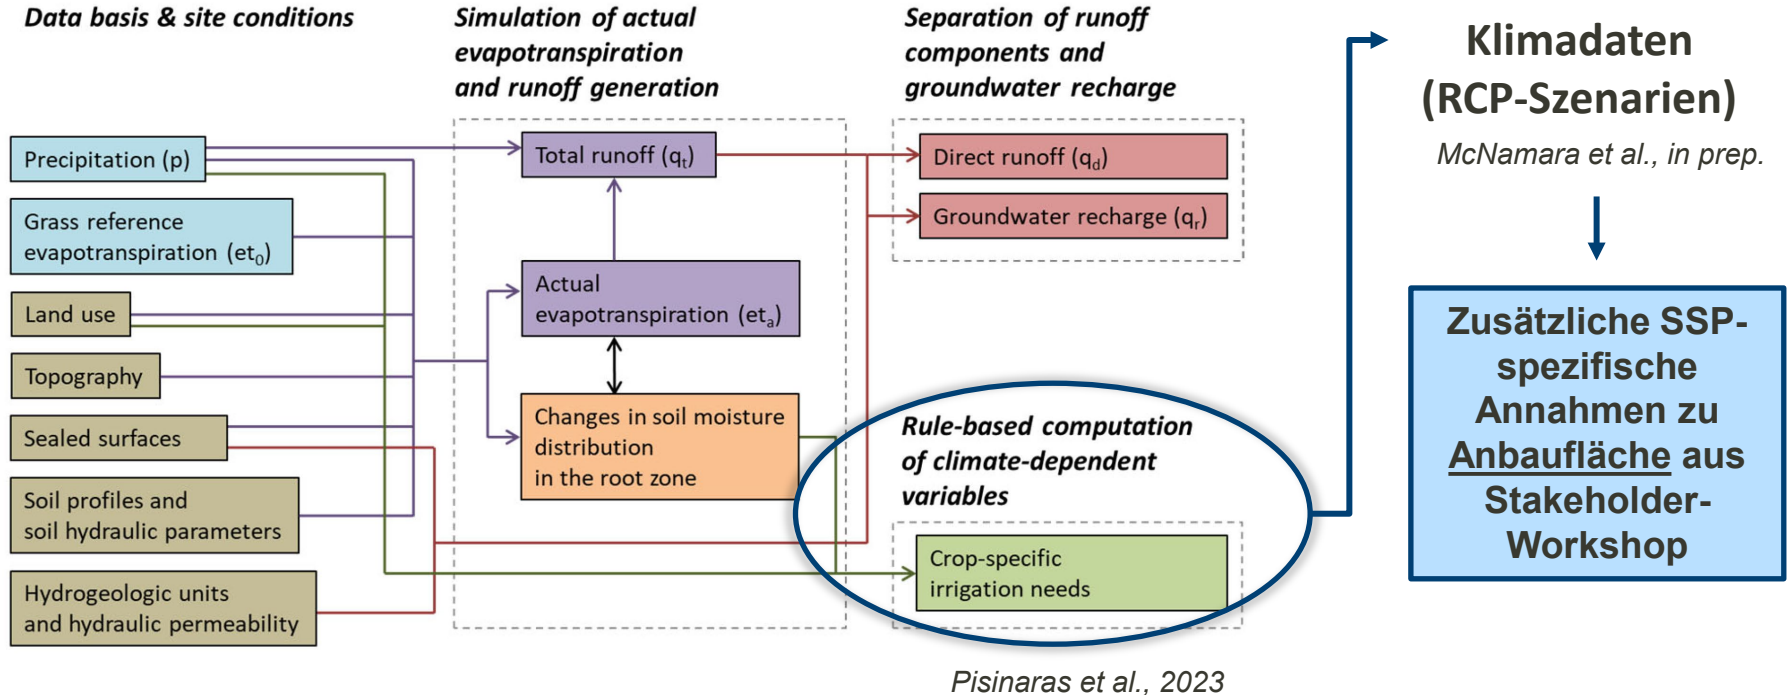 Data basis & site conditions
Simulation of actual
evapotranspiration
and runoff generation
Separation of runoff
components and
groundwater recharge
Precipitation (p)
Grass reference
evapotranspiration (et₀)
Land use
Topography
Sealed surfaces
Soil profiles and
soil hydraulic parameters
Hydrogeologic units
and hydraulic permeability
Total runoff (qₜ)
Actual
evapotranspiration (etₐ)
Changes in soil moisture
distribution
in the root zone
Direct runoff (q_d)
Groundwater recharge (qᵣ)
Rule-based computation
of climate-dependent
variables
Crop-specific
irrigation needs
Pisinaras et al., 2023
Klimadaten
(RCP-Szenarien)
McNamara et al., in prep.
Zusätzliche SSP-
spezifische
Annahmen zu
Anbaufläche aus
Stakeholder-
Workshop